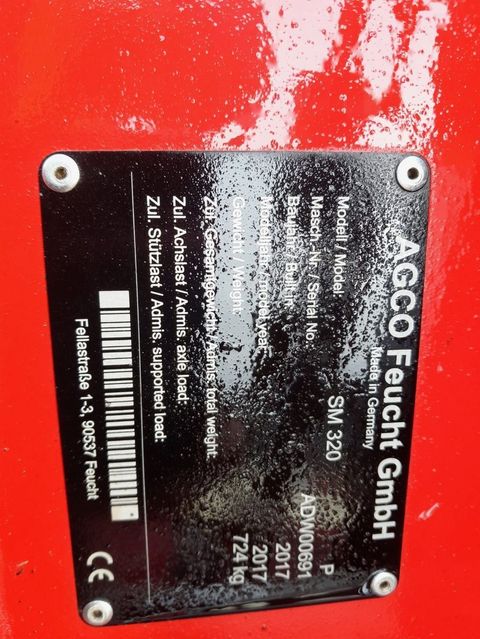 AGCO Feucht GmbH
Made in Germany
Modell / Model: SM 320 P
Masch.-Nr. / Serial No.: ADW00691
Baujahr / Built in: 2017
Modelljahr / model year: 2017
Gewicht / Weight: 724 kg
Zul. Gesamtgewicht / Admis. total weight:
Zul. Achslast / Admis. axle load:
Zul. Stützlast / Admis. supported load:
Fellastraße 1-3, 90537 Feucht
CE